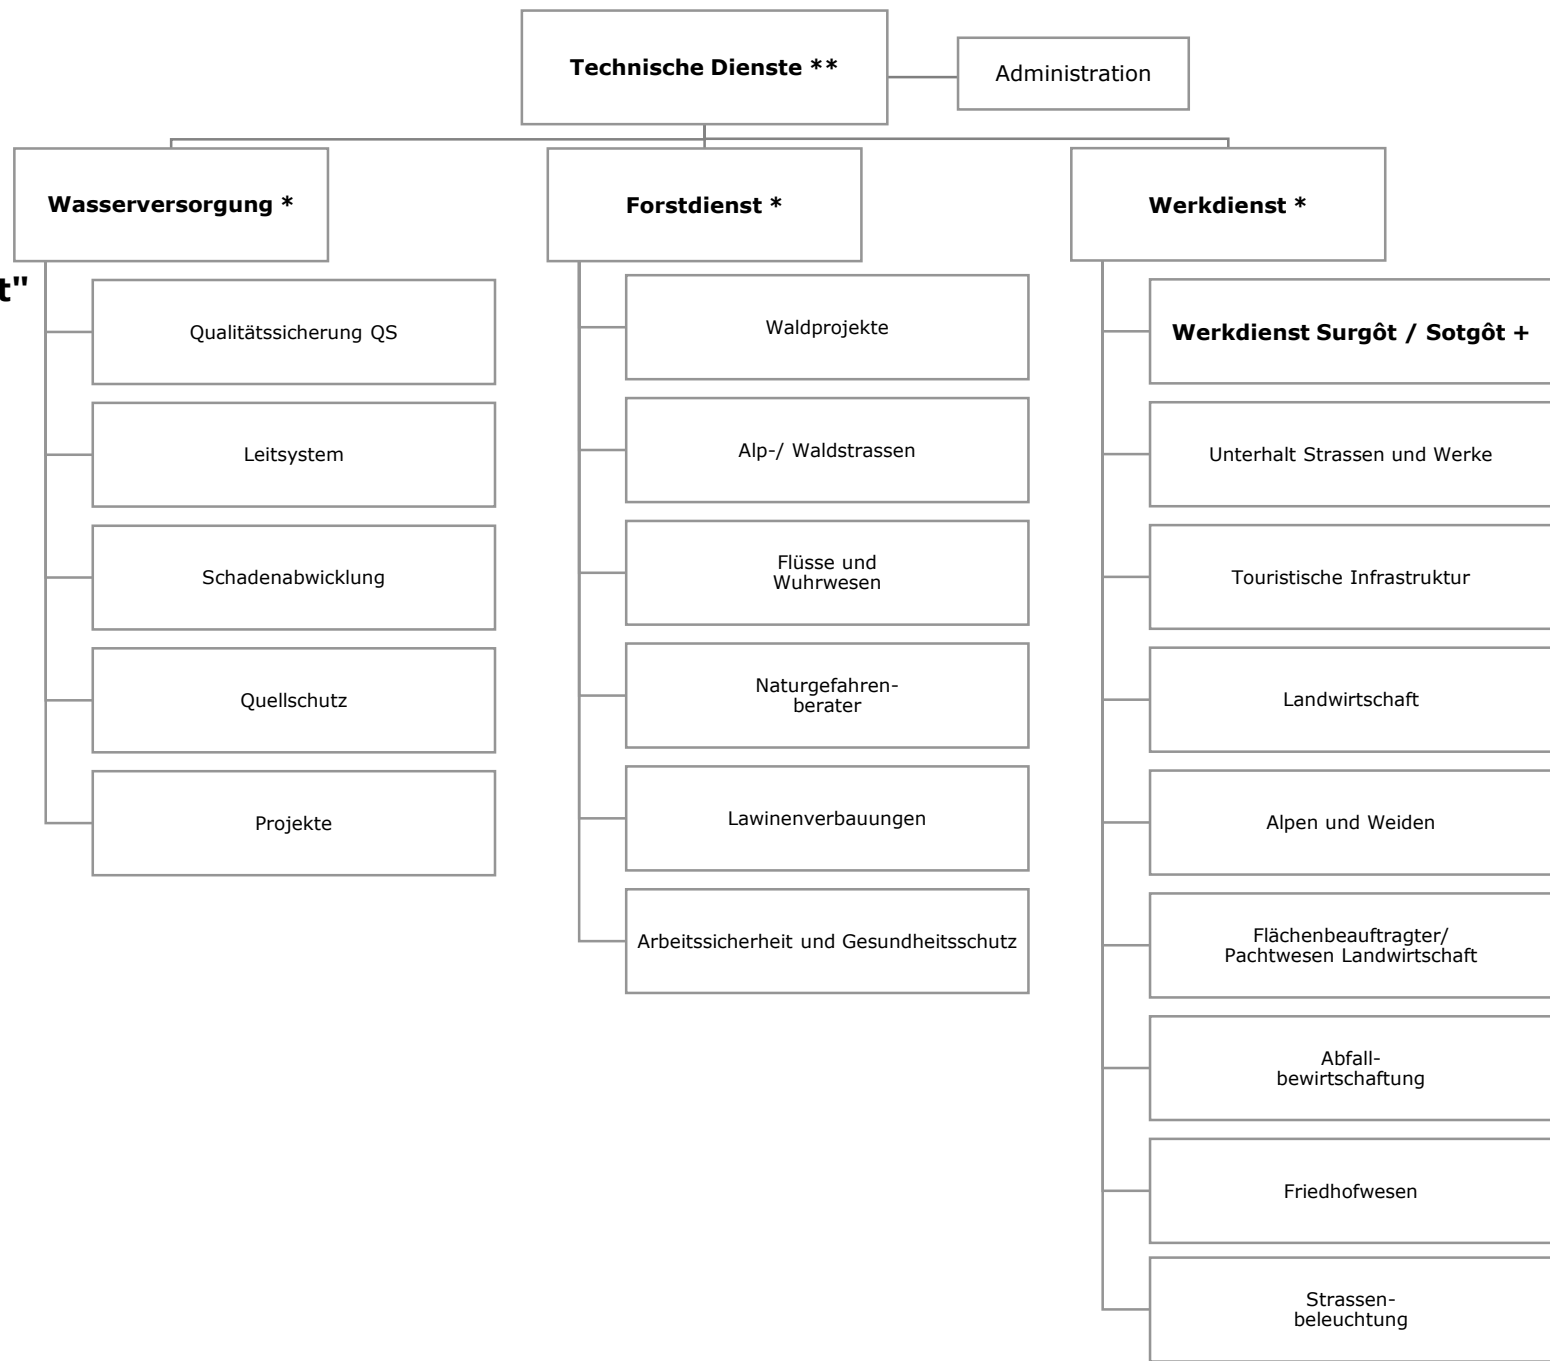 Technische Dienste **
Administration
Wasserversorgung *
Forstdienst *
Werkdienst *
t"
Qualitätssicherung QS
Leitsystem
Schadenabwicklung
Quellschutz
Projekte
Waldprojekte
Alp-/ Waldstrassen
Flüsse und
Wuhrwesen
Naturgefahren-
berater
Lawinenverbauungen
Arbeitssicherheit und Gesundheitsschutz
Werkdienst Surgôt / Sotgôt +
Unterhalt Strassen und Werke
Touristische Infrastruktur
Landwirtschaft
Alpen und Weiden
Flächenbeauftragter/
Pachtwesen Landwirtschaft
Abfall-
bewirtschaftung
Friedhofwesen
Strassen-
beleuchtung